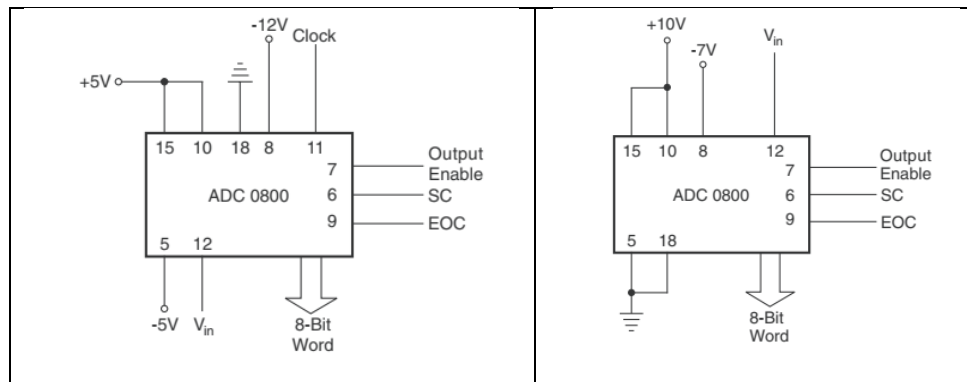 -12V
Clock
+5V
15 10 18 8 11
7
Output
Enable
ADC 0800
6
SC
9
EOC
5 12
-5V
Vin
8-Bit
Word
+10V
-7V
Vin
15 10 8 12
7
Output
Enable
ADC 0800
6
SC
9
EOC
5 18
8-Bit
Word